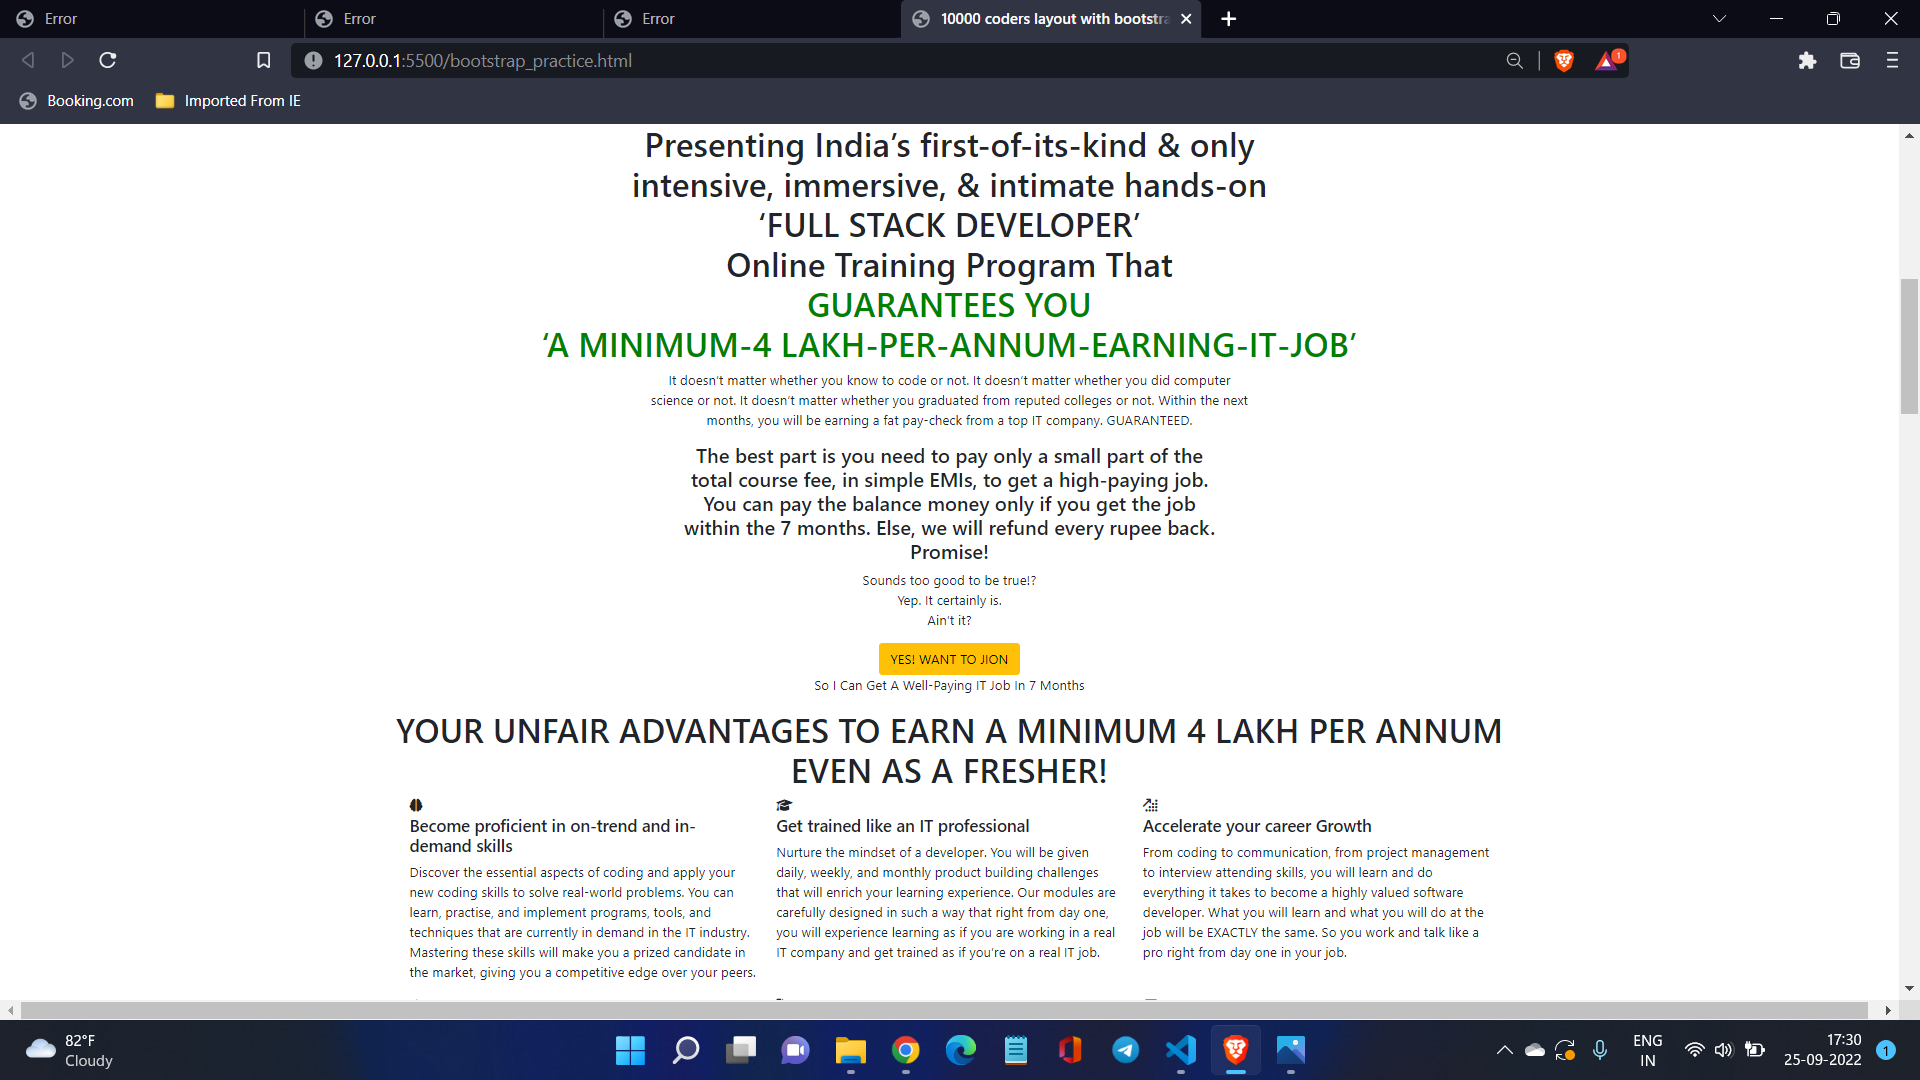 Error
Error
Error
10000 coders layout with bootstra
127.0.0.1:5500/bootstrap_practice.html
1
Booking.com
Imported From IE
Presenting India’s first-of-its-kind & only
intensive, immersive, & intimate hands-on
‘FULL STACK DEVELOPER’
Online Training Program That
GUARANTEES YOU
‘A MINIMUM-4 LAKH-PER-ANNUM-EARNING-IT-JOB’
It doesn’t matter whether you know to code or not. It doesn’t matter whether you did computer
science or not. It doesn’t matter whether you graduated from reputed colleges or not. Within the next
months, you will be earning a fat pay-check from a top IT company. GUARANTEED.
The best part is you need to pay only a small part of the
total course fee, in simple EMIs, to get a high-paying job.
You can pay the balance money only if you get the job
within the 7 months. Else, we will refund every rupee back.
Promise!
Sounds too good to be true!?
Yep. It certainly is.
Ain’t it?
YES! WANT TO JION
So I Can Get A Well-Paying IT Job In 7 Months
YOUR UNFAIR ADVANTAGES TO EARN A MINIMUM 4 LAKH PER ANNUM
EVEN AS A FRESHER!
Become proficient in on-trend and in-
demand skills
Discover the essential aspects of coding and apply your
new coding skills to solve real-world problems. You can
learn, practise, and implement programs, tools, and
techniques that are currently in demand in the IT industry.
Mastering these skills will make you a prized candidate in
the market, giving you a competitive edge over your peers.
Get trained like an IT professional
Nurture the mindset of a developer. You will be given
daily, weekly, and monthly product building challenges
that will enrich your learning experience. Our modules are
carefully designed in such a way that right from day one,
you will experience learning as if you are working in a real
IT company and get trained as if you’re on a real IT job.
Accelerate your career Growth
From coding to communication, from project management
to interview attending skills, you will learn and do
everything it takes to become a highly valued software
developer. What you will learn and what you will do at the
job will be EXACTLY the same. So you work and talk like a
pro right from day one in your job.
82°F
Cloudy
ENG
IN
17:30
25-09-2022
1